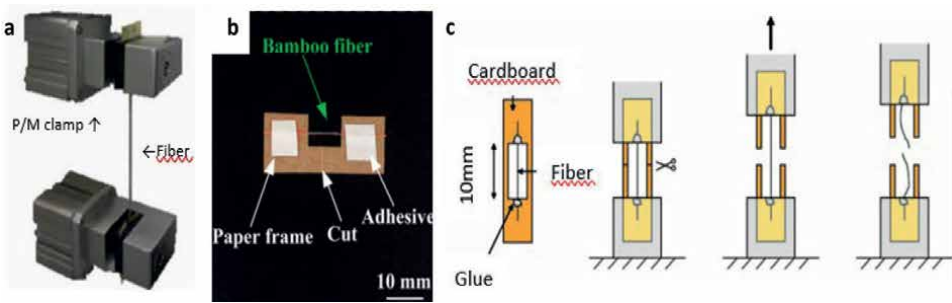 a
P/M clamp ↑
←Fiber
b
Bamboo fiber
Paper frame
Cut
Adhesive
10 mm
c
Cardboard
10mm
Fiber
Glue